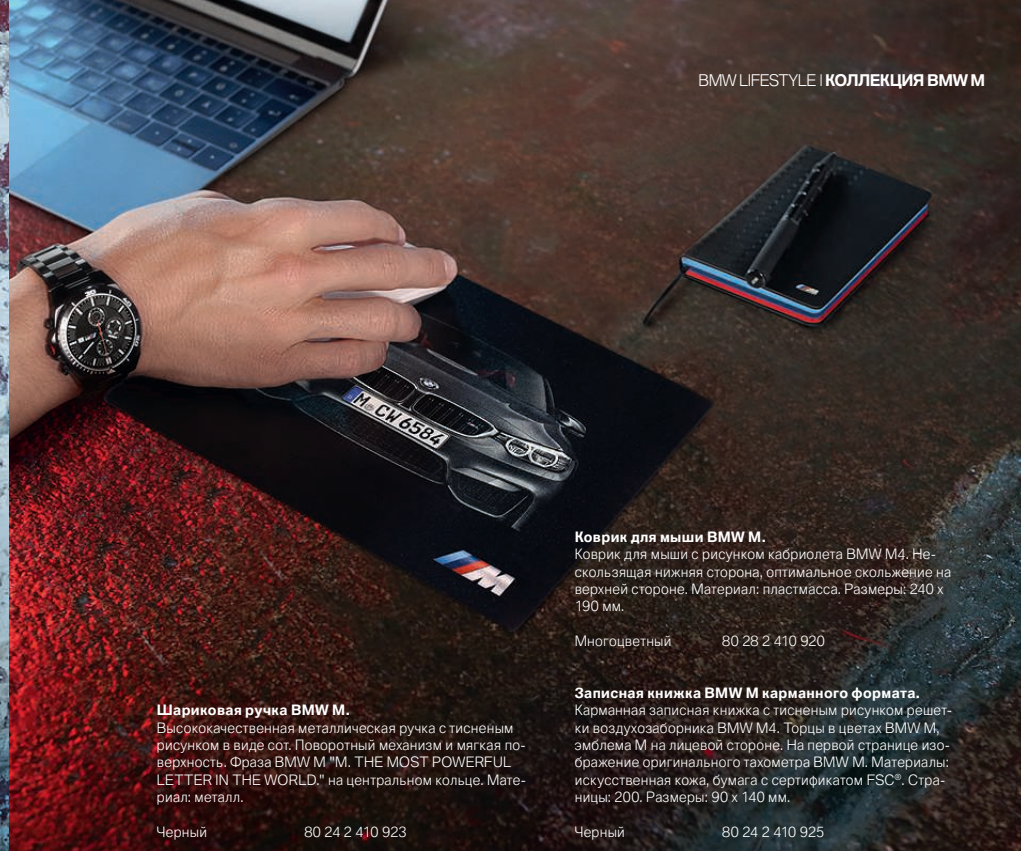 BMW LIFESTYLE | КОЛЛЕКЦИЯ BMW M
M CW 6584
M
Коврик для мыши BMW M.
Коврик для мыши с рисунком кабриолета BMW M4. Не-
скользящая нижняя сторона, оптимальное скольжение на
верхней стороне. Материал: пластмасса. Размеры: 240 x
190 мм.
Многоцветный 80 28 2 410 920
Шариковая ручка BMW M.
Высококачественная металлическая ручка с тисненым
рисунком в виде сот. Поворотный механизм и мягкая по-
верхность. Фраза BMW M "M. THE MOST POWERFUL
LETTER IN THE WORLD." на центральном кольце. Мате-
риал: металл.
Черный 80 24 2 410 923
Записная книжка BMW M карманного формата.
Карманная записная книжка с тисненым рисунком решет-
ки воздухозаборника BMW M4. Торцы в цветах BMW M,
эмблема M на лицевой стороне. На первой странице изо-
бражение оригинального тахометра BMW M. Материалы:
искусственная кожа, бумага с сертификатом FSC®. Стра-
ницы: 200. Размеры: 90 x 140 мм.
Черный 80 24 2 410 925